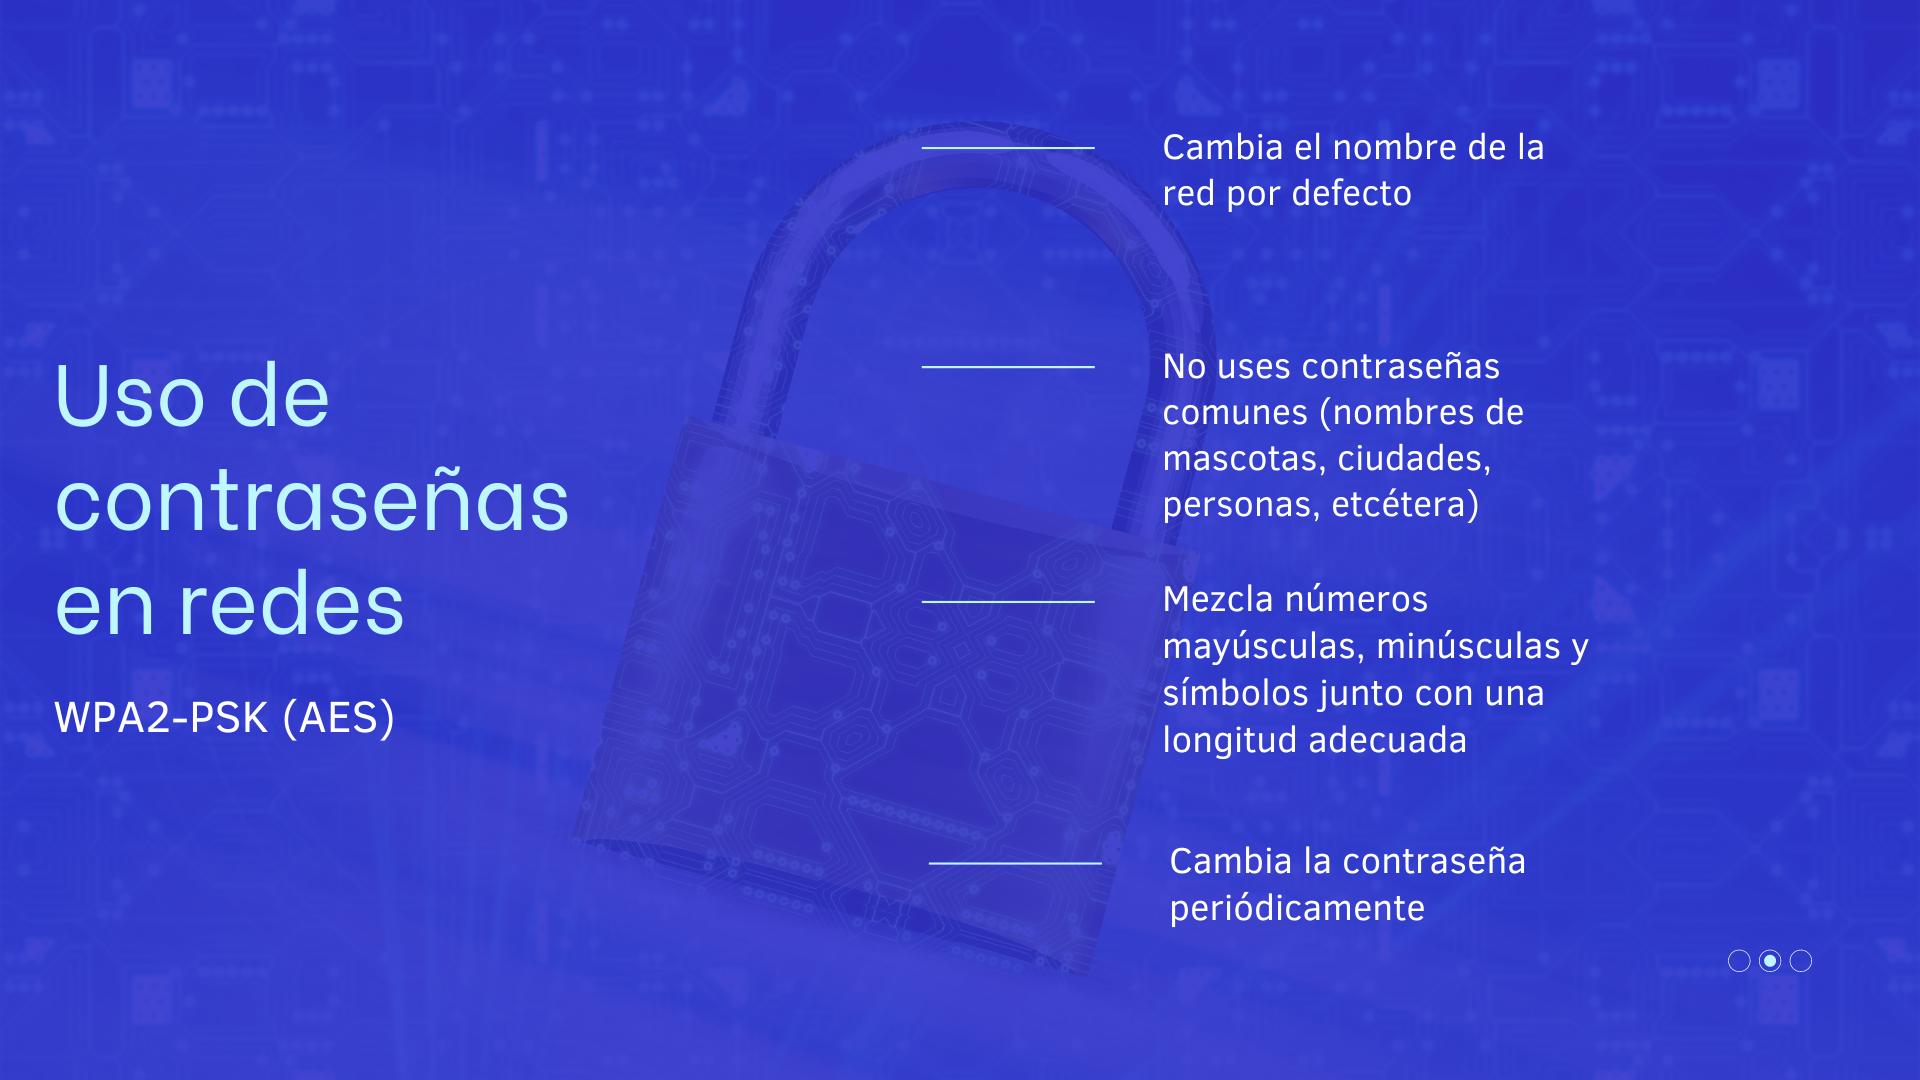 Uso de
contraseñas
en redes
WPA2-PSK (AES)
Cambia el nombre de la
red por defecto
No uses contraseñas
comunes (nombres de
mascotas, ciudades,
personas, etcétera)
Mezcla números
mayúsculas, minúsculas y
símbolos junto con una
longitud adecuada
Cambia la contraseña
periódicamente